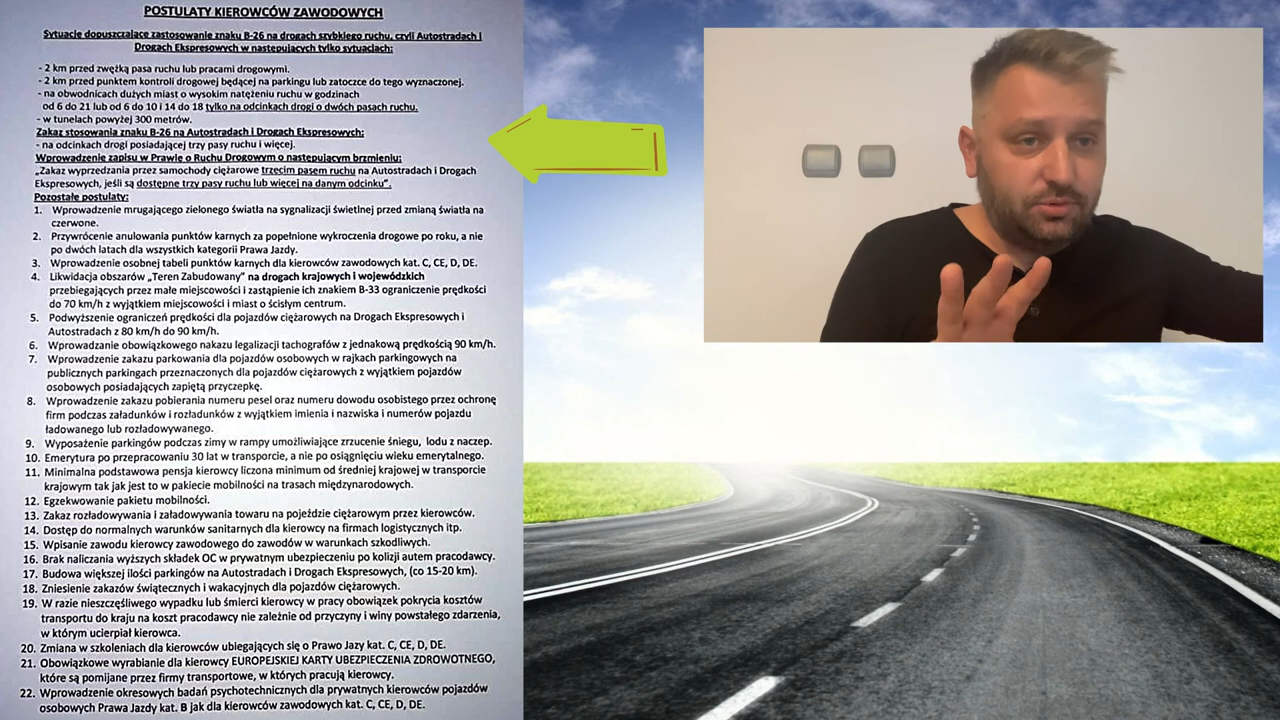 POSTULATY KIEROWCÓW ZAWODOWYCH
Sytuacje dopuszczające zastosowanie znaku B-26 na drogach szybkiego ruchu, czyli Autostradach i
Drogach Ekspresowych w następujących tylko sytuacjach:
- 2 km przed zwężką pasa ruchu lub pracami drogowymi.
- 2 km przed punktem kontroli drogowej będącej na parkingu lub zatoczce do tego wyznaczonej.
- na obwodnicach dużych miast o wysokim natężeniu ruchu w godzinach
od 6 do 21 lub od 6 do 10 i 14 do 18 tylko na odcinkach drogi o dwóch pasach ruchu.
- w tunelach powyżej 300 metrów.
Zakaz stosowania znaku B-26 na Autostradach i Drogach Ekspresowych:
- na odcinkach drogi posiadającej trzy pasy ruchu i więcej.
Wprowadzenie zapisu w Prawie o Ruchu Drogowym o następującym brzmieniu:
„Zakaz wyprzedzania przez samochody ciężarowe trzecim pasem ruchu na Autostradach i Drogach
Ekspresowych, jeśli są dostępne trzy pasy ruchu lub więcej na danym odcinku”.
Pozostałe postulaty:
1. Wprowadzenie mrugającego zielonego światła na sygnalizacji świetlnej przed zmianą światła na
czerwone.
2. Przywrócenie anulowania punktów karnych za popełnione wykroczenia drogowe po roku, a nie
po dwóch latach dla wszystkich kategorii Prawa Jazdy.
3. Wprowadzenie osobnej tabeli punktów karnych dla kierowców zawodowych kat. C, CE, D, DE.
4. Likwidacja obszarów „Teren Zabudowany” na drogach krajowych i wojewódzkich
przebiegających przez małe miejscowości i zastąpienie ich znakiem B-33 ograniczenie prędkości
do 70 km/h z wyjątkiem miejscowości i miast o ścisłym centrum.
5. Podwyższenie ograniczeń prędkości dla pojazdów ciężarowych na Drogach Ekspresowych i
Autostradach z 80 km/h do 90 km/h.
6. Wprowadzanie obowiązkowego nakazu legalizacji tachografów z jednakową prędkością 90 km/h.
7. Wprowadzenie zakazu parkowania dla pojazdów osobowych w rajkach parkingowych na
publicznych parkingach przeznaczonych dla pojazdów ciężarowych z wyjątkiem pojazdów
osobowych posiadających zapiętą przyczepkę.
8. Wprowadzenie zakazu pobierania numeru pesel oraz numeru dowodu osobistego przez ochronę
firm podczas załadunków i rozładunków z wyjątkiem imienia i nazwiska i numerów pojazdu
ładowanego lub rozładowywanego.
9. Wyposażenie parkingów podczas zimy w rampy umożliwiające zrzucenie śniegu, lodu z naczep.
10. Emerytura po przepracowaniu 30 lat w transporcie, a nie po osiągnięciu wieku emerytalnego.
11. Minimalna podstawowa pensja kierowcy liczona minimum od średniej krajowej w transporcie
krajowym tak jak jest to w pakiecie mobilności na trasach międzynarodowych.
12. Egzekwowanie pakietu mobilności.
13. Zakaz rozładowywania i załadowywania towaru na pojeździe ciężarowym przez kierowców.
14. Dostęp do normalnych warunków sanitarnych dla kierowcy na firmach logistycznych itp.
15. Wpisanie zawodu kierowcy zawodowego do zawodów w warunkach szkodliwych.
16. Brak naliczania wyższych składek OC w prywatnym ubezpieczeniu po kolizji autem pracodawcy.
17. Budowa większej ilości parkingów na Autostradach i Drogach Ekspresowych, (co 15-20 km).
18. Zniesienie zakazów świątecznych i wakacyjnych dla pojazdów ciężarowych.
19. W razie nieszczęśliwego wypadku lub śmierci kierowcy w pracy obowiązek pokrycia kosztów
transportu do kraju na koszt pracodawcy nie zależnie od przyczyny i winy powstałego zdarzenia,
w którym ucierpiał kierowca.
20. Zmiana w szkoleniach dla kierowców ubiegających się o Prawo Jazy kat. C, CE, D, DE.
21. Obowiązkowe wyrabianie dla kierowcy EUROPEJSKIEJ KARTY UBEZPIECZENIA ZDROWOTNEGO,
które są pomijane przez firmy transportowe, w których pracują kierowcy.
22. Wprowadzenie okresowych badań psychotechnicznych dla prywatnych kierowców pojazdów
osobowych Prawa Jazdy kat. B jak dla kierowców zawodowych kat. C, CE, D, DE.